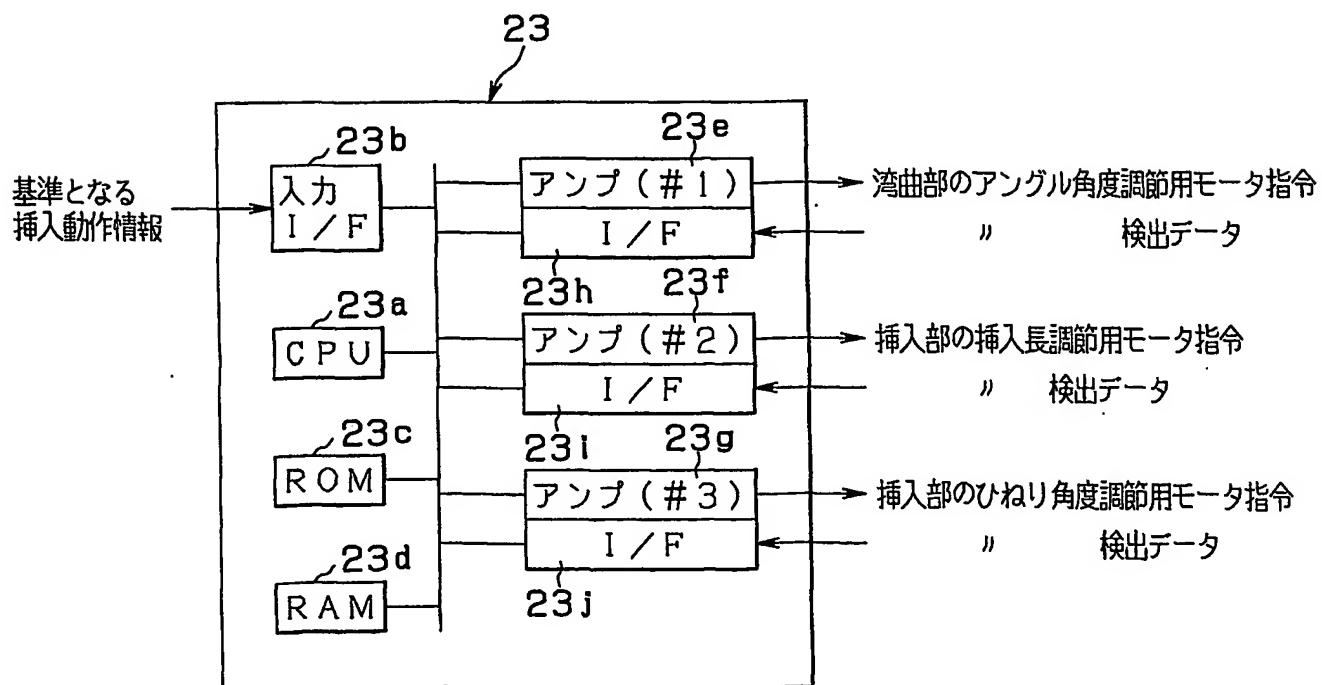 23
23b
入力
I/F
基準となる
挿入動作情報
23a
CPU
23c
ROM
23d
RAM
23e
アンプ(#1)
I/F
23h
湾曲部のアングル角度調節用モータ指令
〃 検出データ
23f
アンプ(#2)
I/F
23i
挿入部の挿入長調節用モータ指令
〃 検出データ
23g
アンプ(#3)
I/F
23j
挿入部のひねり角度調節用モータ指令
〃 検出データ